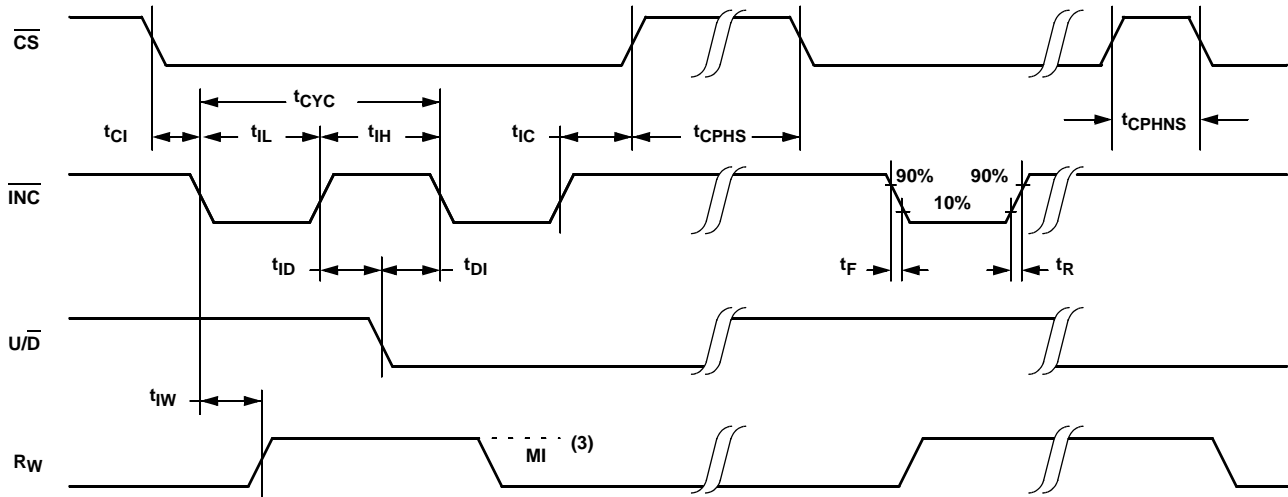 CS
tCYC
tCI tIL tIH tIC tCPHS tCPHNS
INC
90% 90%
10%
tID tDI tF tR
U/D
tIW
RW
MI (3)